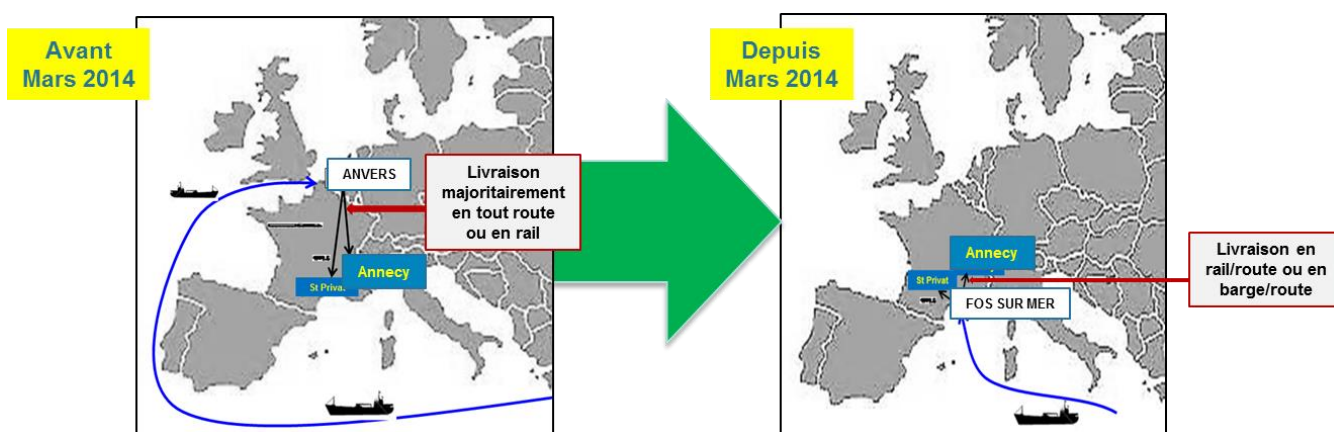 Avant
Mars 2014
ANVERS
Livraison
majoritairement
en tout route
ou en rail
Annecy
St Privat
Depuis
Mars 2014
Annecy
St Privat
FOS SUR MER
Livraison en
rail/route ou en
barge/route